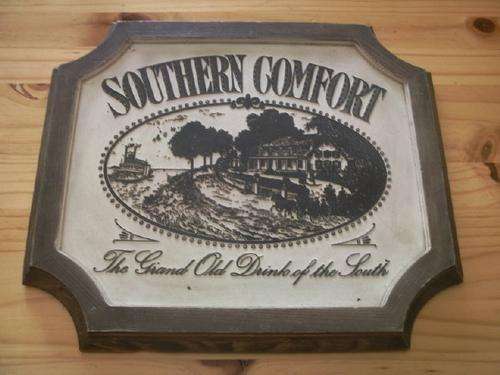 SOUTHERN COMFORT
The Grand Old Drink of the South